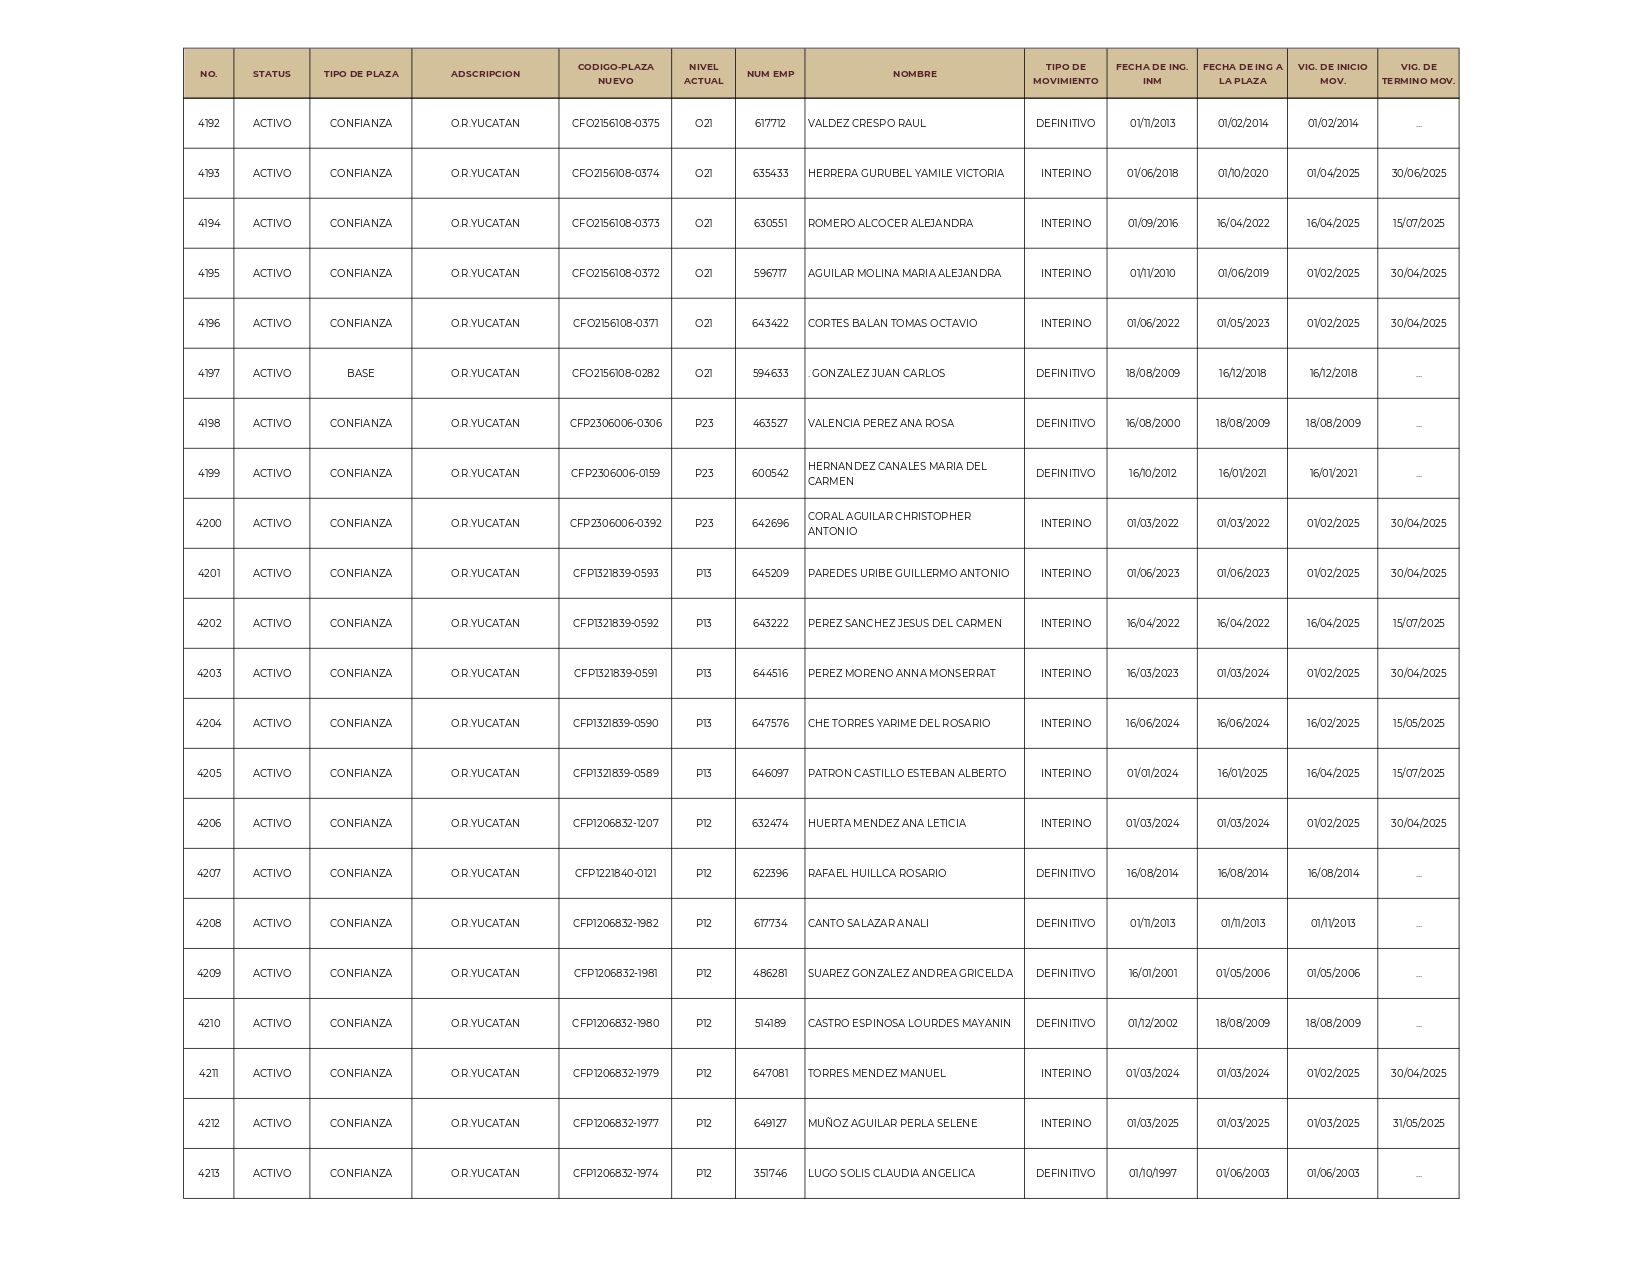 NO. STATUS TIPO DE PLAZA ADSCRIPCION CODIGO-PLAZA NUEVO NIVEL ACTUAL NUM EMP NOMBRE TIPO DE MOVIMIENTO FECHA DE ING. INM FECHA DE ING A LA PLAZA VIG. DE INICIO MOV. VIG. DE TERMINO MOV.
4192 ACTIVO CONFIANZA O.R.YUCATAN CFO2156108-0375 O21 617712 VALDEZ CRESPO RAUL DEFINITIVO 01/11/2013 01/02/2014 01/02/2014 ...
4193 ACTIVO CONFIANZA O.R.YUCATAN CFO2156108-0374 O21 635433 HERRERA GURUBEL YAMILE VICTORIA INTERINO 01/06/2018 01/10/2020 01/04/2025 30/06/2025
4194 ACTIVO CONFIANZA O.R.YUCATAN CFO2156108-0373 O21 630551 ROMERO ALCOCER ALEJANDRA INTERINO 01/09/2016 16/04/2022 16/04/2025 15/07/2025
4195 ACTIVO CONFIANZA O.R.YUCATAN CFO2156108-0372 O21 596717 AGUILAR MOLINA MARIA ALEJANDRA INTERINO 01/11/2010 01/06/2019 01/02/2025 30/04/2025
4196 ACTIVO CONFIANZA O.R.YUCATAN CFO2156108-0371 O21 643422 CORTES BALAN TOMAS OCTAVIO INTERINO 01/06/2022 01/05/2023 01/02/2025 30/04/2025
4197 ACTIVO BASE O.R.YUCATAN CFO2156108-0282 O21 594633 . GONZALEZ JUAN CARLOS DEFINITIVO 18/08/2009 16/12/2018 16/12/2018 ...
4198 ACTIVO CONFIANZA O.R.YUCATAN CFP2306006-0306 P23 463527 VALENCIA PEREZ ANA ROSA DEFINITIVO 16/08/2000 18/08/2009 18/08/2009 ...
4199 ACTIVO CONFIANZA O.R.YUCATAN CFP2306006-0159 P23 600542 HERNANDEZ CANALES MARIA DEL CARMEN DEFINITIVO 16/10/2012 16/01/2021 16/01/2021 ...
4200 ACTIVO CONFIANZA O.R.YUCATAN CFP2306006-0392 P23 642696 CORAL AGUILAR CHRISTOPHER ANTONIO INTERINO 01/03/2022 01/03/2022 01/02/2025 30/04/2025
4201 ACTIVO CONFIANZA O.R.YUCATAN CFP1321839-0593 P13 645209 PAREDES URIBE GUILLERMO ANTONIO INTERINO 01/06/2023 01/06/2023 01/02/2025 30/04/2025
4202 ACTIVO CONFIANZA O.R.YUCATAN CFP1321839-0592 P13 643222 PEREZ SANCHEZ JESUS DEL CARMEN INTERINO 16/04/2022 16/04/2022 16/04/2025 15/07/2025
4203 ACTIVO CONFIANZA O.R.YUCATAN CFP1321839-0591 P13 644516 PEREZ MORENO ANNA MONSERRAT INTERINO 16/03/2023 01/03/2024 01/02/2025 30/04/2025
4204 ACTIVO CONFIANZA O.R.YUCATAN CFP1321839-0590 P13 647576 CHE TORRES YARIME DEL ROSARIO INTERINO 16/06/2024 16/06/2024 16/02/2025 15/05/2025
4205 ACTIVO CONFIANZA O.R.YUCATAN CFP1321839-0589 P13 646097 PATRON CASTILLO ESTEBAN ALBERTO INTERINO 01/01/2024 16/01/2025 16/04/2025 15/07/2025
4206 ACTIVO CONFIANZA O.R.YUCATAN CFP1206832-1207 P12 632474 HUERTA MENDEZ ANA LETICIA INTERINO 01/03/2024 01/03/2024 01/02/2025 30/04/2025
4207 ACTIVO CONFIANZA O.R.YUCATAN CFP1221840-0121 P12 622396 RAFAEL HUILLCA ROSARIO DEFINITIVO 16/08/2014 16/08/2014 16/08/2014 ...
4208 ACTIVO CONFIANZA O.R.YUCATAN CFP1206832-1982 P12 617734 CANTO SALAZAR ANALI DEFINITIVO 01/11/2013 01/11/2013 01/11/2013 ...
4209 ACTIVO CONFIANZA O.R.YUCATAN CFP1206832-1981 P12 486281 SUAREZ GONZALEZ ANDREA GRICELDA DEFINITIVO 16/01/2001 01/05/2006 01/05/2006 ...
4210 ACTIVO CONFIANZA O.R.YUCATAN CFP1206832-1980 P12 514189 CASTRO ESPINOSA LOURDES MAYANIN DEFINITIVO 01/12/2002 18/08/2009 18/08/2009 ...
4211 ACTIVO CONFIANZA O.R.YUCATAN CFP1206832-1979 P12 647081 TORRES MENDEZ MANUEL INTERINO 01/03/2024 01/03/2024 01/02/2025 30/04/2025
4212 ACTIVO CONFIANZA O.R.YUCATAN CFP1206832-1977 P12 649127 MUÑOZ AGUILAR PERLA SELENE INTERINO 01/03/2025 01/03/2025 01/03/2025 31/05/2025
4213 ACTIVO CONFIANZA O.R.YUCATAN CFP1206832-1974 P12 351746 LUGO SOLIS CLAUDIA ANGELICA DEFINITIVO 01/10/1997 01/06/2003 01/06/2003 ...